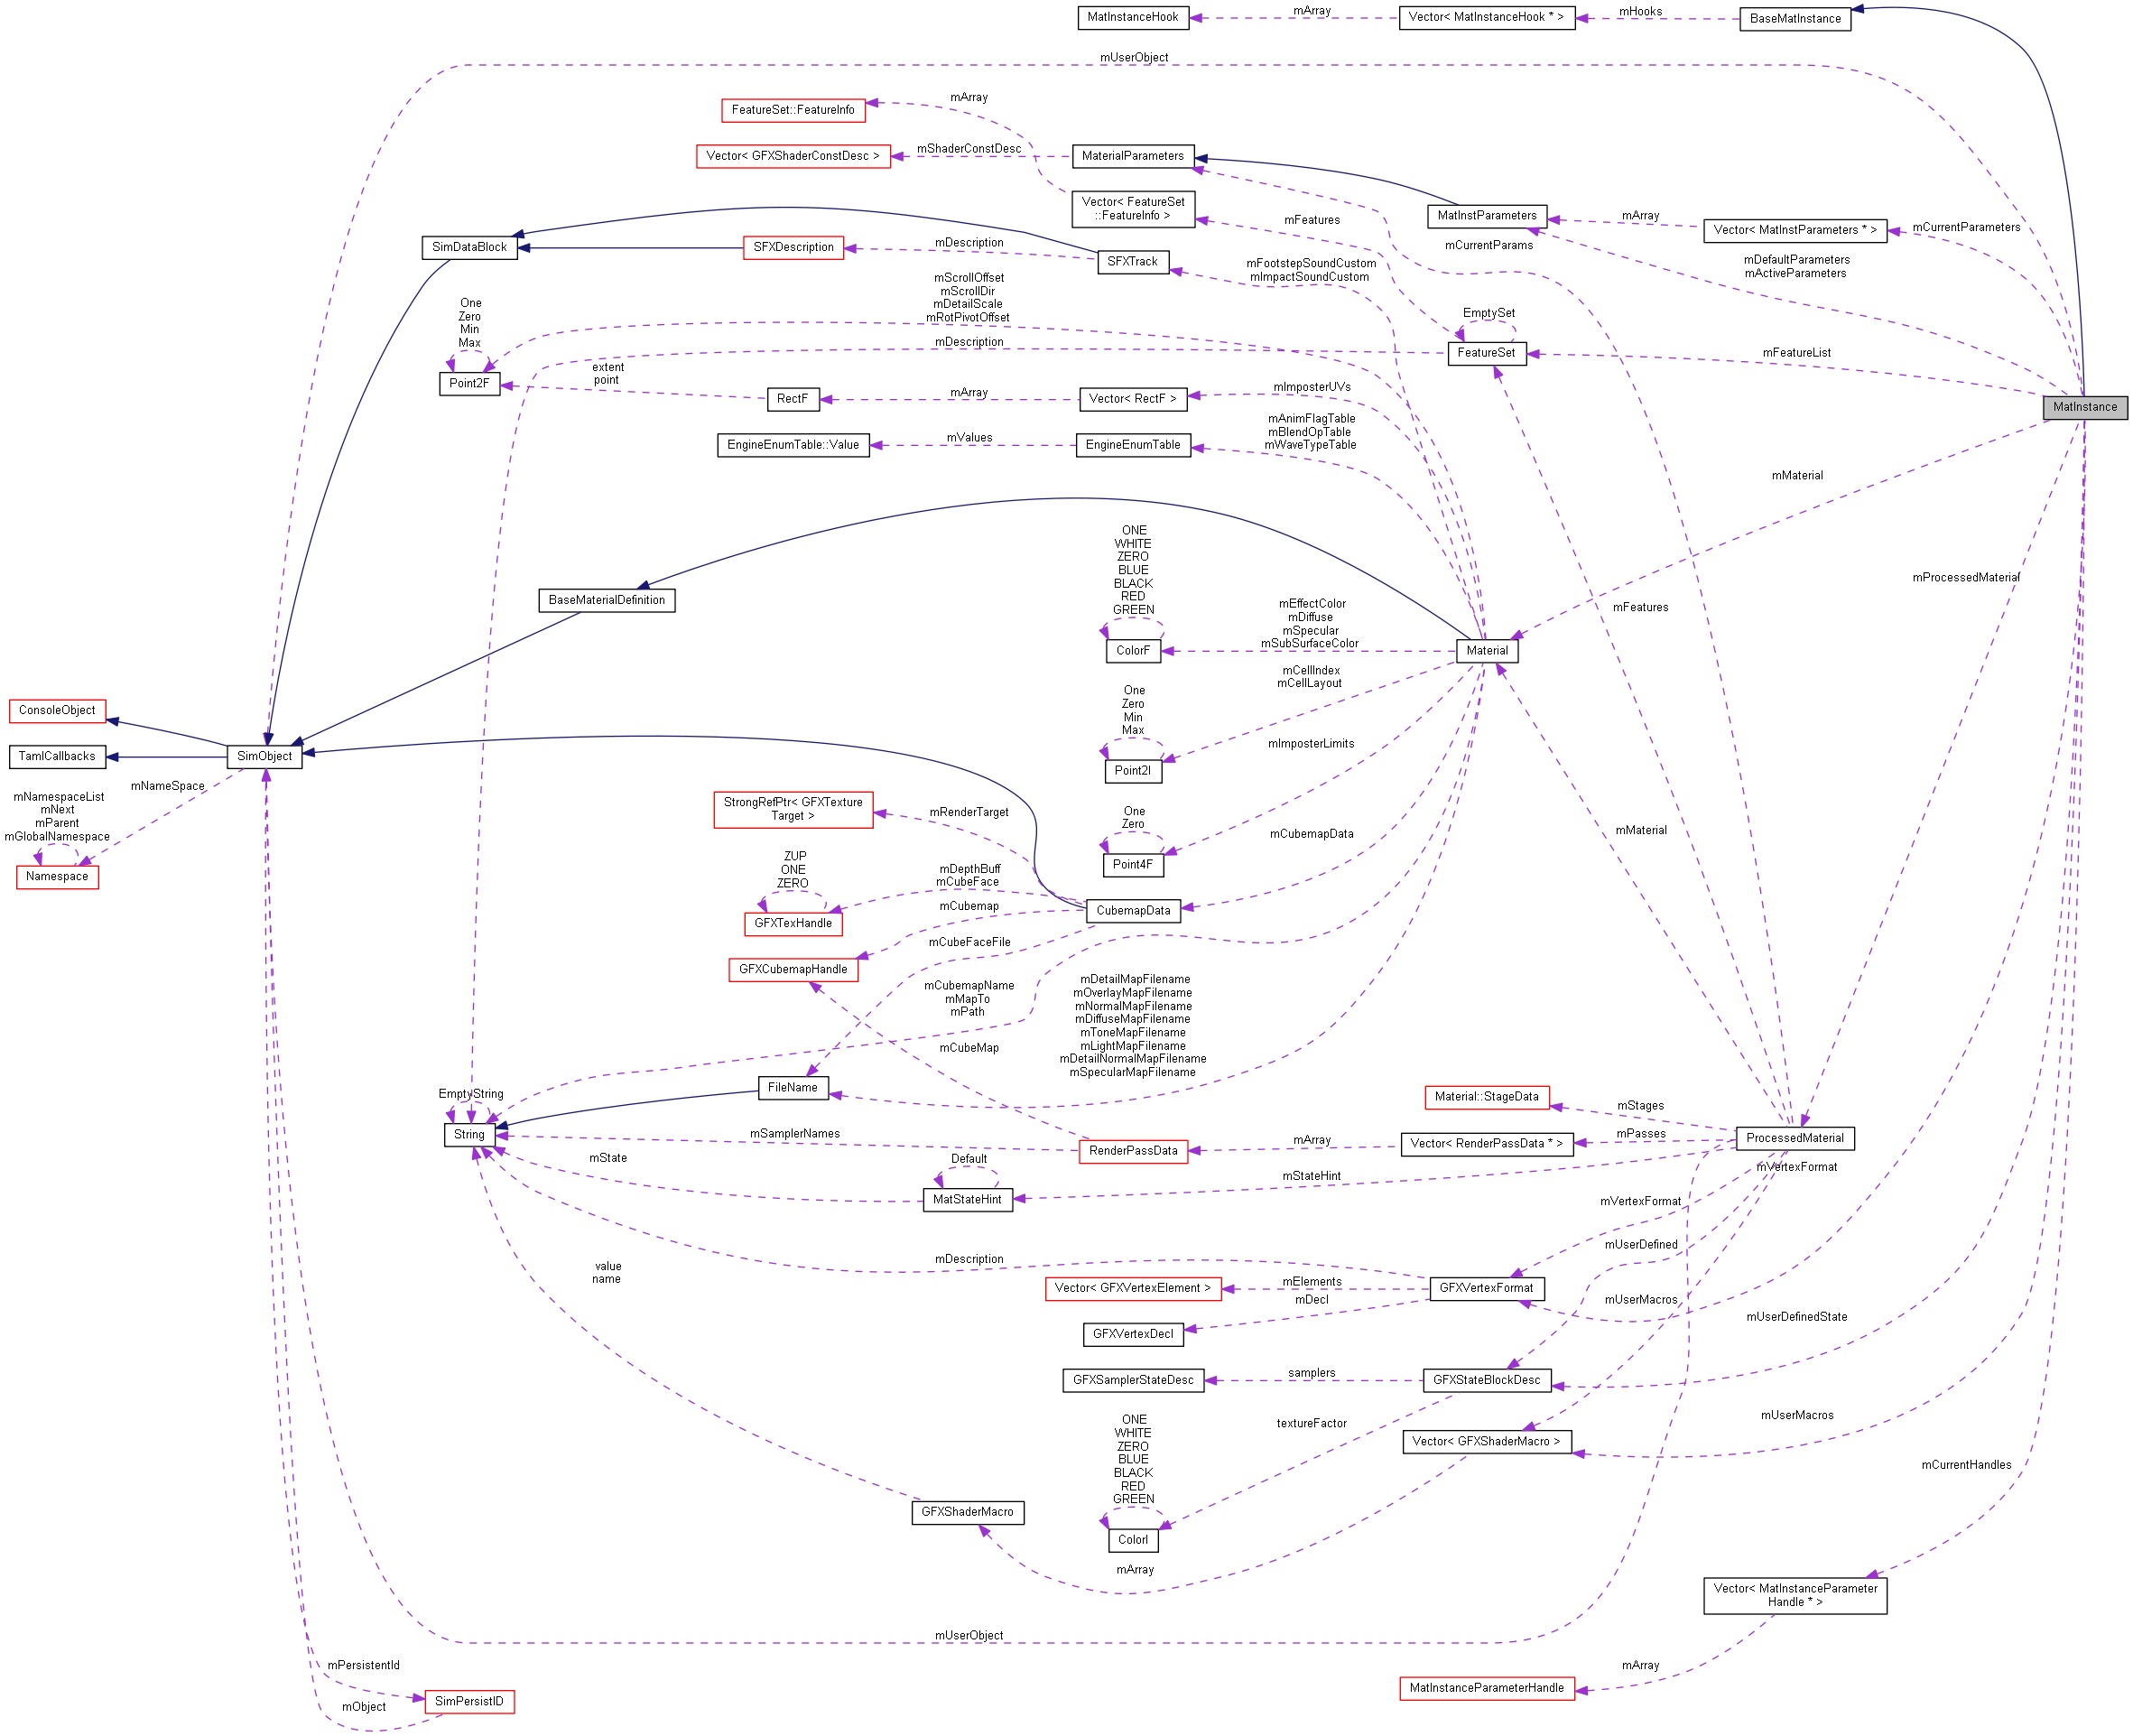 MatInstanceHook
mArray
Vector< MatInstanceHook * >
mHooks
BaseMatInstance
mUserObject
FeatureSet::FeatureInfo
mArray
Vector< GFXShaderConstDesc >
mShaderConstDesc
MaterialParameters
Vector< FeatureSet
::FeatureInfo >
mFeatures
mCurrentParams
MatInstParameters
mArray
Vector< MatInstParameters * >
mCurrentParameters
mDefaultParameters
mActiveParameters
SimDataBlock
SFXDescription
mDescription
SFXTrack
mFootstepSoundCustom
mImpactSoundCustom
mScrollOffset
mScrollDir
mDetailScale
mRotPivotOffset
One
Zero
Min
Max
Point2F
mDescription
EmptySet
FeatureSet
mFeatureList
extent
point
RectF
mArray
Vector< RectF >
mImposterUVs
MatInstance
EngineEnumTable::Value
mValues
EngineEnumTable
mAnimFlagTable
mBlendOpTable
mWaveTypeTable
mMaterial
ONE
WHITE
ZERO
BLUE
BLACK
RED
GREEN
ColorF
mEffectColor
mDiffuse
mSpecular
mSubSurfaceColor
BaseMaterialDefinition
mFeatures
mProcessedMaterial
Material
mCellIndex
mCellLayout
One
Zero
Min
Max
Point2I
mImposterLimits
ConsoleObject
TamlCallbacks
SimObject
mNameSpace
mNamespaceList
mNext
mParent
mGlobalNamespace
Namespace
StrongRefPtr< GFXTexture
Target >
mRenderTarget
One
Zero
Point4F
mCubemapData
mMaterial
ZUP
ONE
ZERO
GFXTexHandle
mDepthBuff
mCubeFace
mCubemap
CubemapData
mCubeFaceFile
GFXCubemapHandle
mCubemapName
mMapTo
mPath
mDetailMapFilename
mOverlayMapFilename
mNormalMapFilename
mDiffuseMapFilename
mToneMapFilename
mLightMapFilename
mDetailNormalMapFilename
mSpecularMapFilename
mCubeMap
FileName
EmptyString
String
mSamplerNames
RenderPassData
mArray
Vector< RenderPassData * >
mPasses
Material::StageData
mStages
ProcessedMaterial
mState
Default
MatStateHint
mStateHint
mVertexFormat
mVertexFormat
mDescription
value
name
mUserDefined
Vector< GFXVertexElement >
mElements
GFXVertexFormat
mDecl
GFXVertexDecl
mUserMacros
mUserDefinedState
GFXSamplerStateDesc
samplers
GFXStateBlockDesc
textureFactor
ONE
WHITE
ZERO
BLUE
BLACK
RED
GREEN
ColorI
Vector< GFXShaderMacro >
mUserMacros
mCurrentHandles
GFXShaderMacro
mArray
Vector< MatInstanceParameter
Handle * >
mUserObject
mArray
MatInstanceParameterHandle
mPersistentId
SimPersistID
mObject